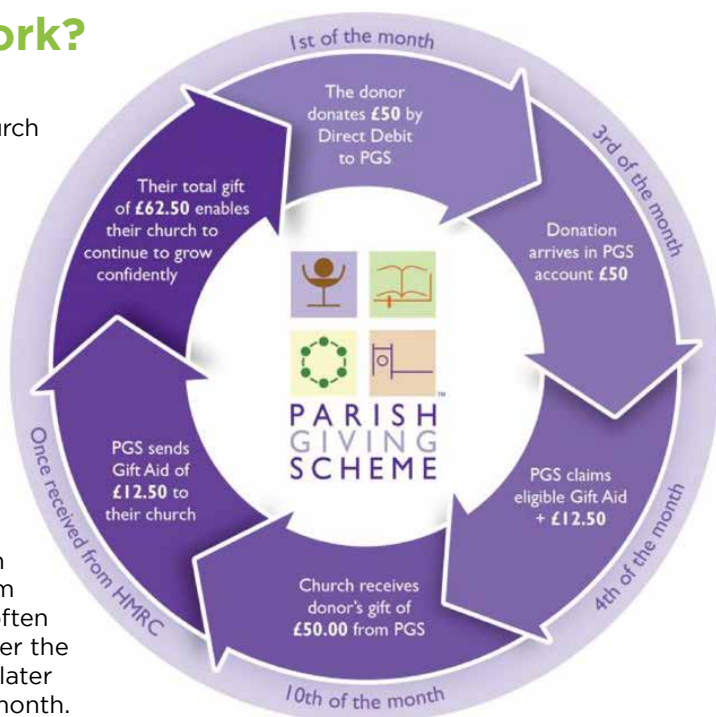 ork?
urch
1st of the month
The donor
donates £50 by
Direct Debit
to PGS
3rd of the month
Donation
arrives in PGS
account £50
4th of the month
PGS claims
eligible Gift Aid
+ £12.50
10th of the month
Church receives
donor's gift of
£50.00 from PGS
Once received from HMRC
PGS sends
Gift Aid of
£12.50 to
their church
Their total gift
of £62.50 enables
their church to
continue to grow
confidently
PARISH
GIVING
SCHEME™
n
m
often
er the
later
month.